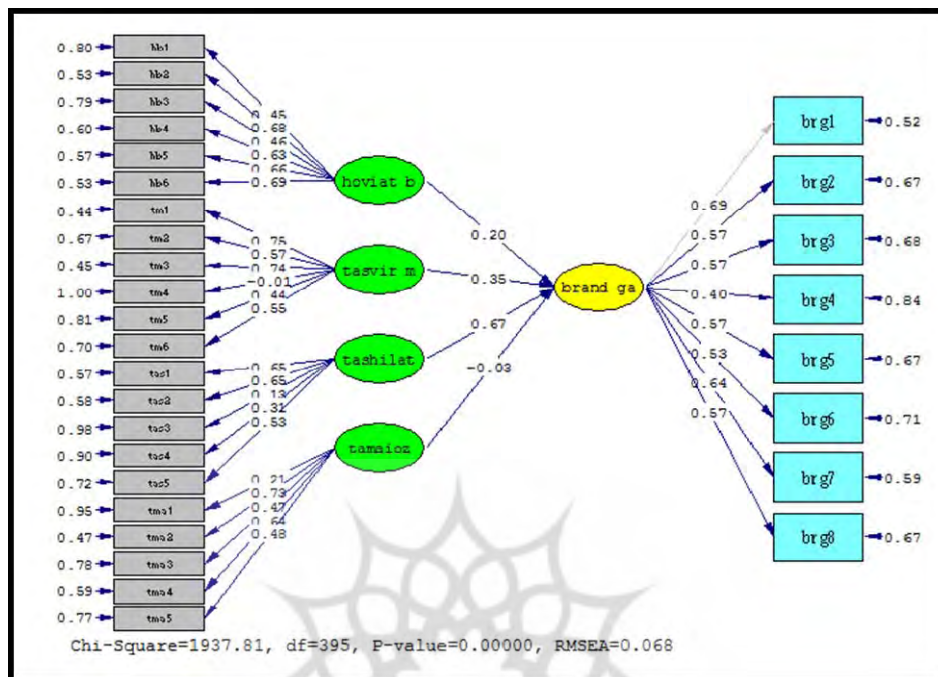 0.80 hb1
0.53 hb2
0.79 hb3
0.60 hb4
0.57 hb5
0.53 hb6
0.44 tm1
0.67 tm2
0.45 tm3
1.00 tm4
0.81 tm5
0.70 tm6
0.57 tas1
0.58 tas2
0.98 tas3
0.90 tas4
0.72 tas5
0.95 tma1
0.47 tma2
0.78 tma3
0.59 tma4
0.77 tma5
0.45
0.68
0.46
0.63
0.66
0.69
0.75
0.57
0.74
-0.01
0.44
0.55
0.65
0.65
0.13
0.31
0.53
0.21
0.73
0.47
0.64
0.48
hoviat b
tasvir m
tashilat
tamaioz
0.20
0.35
0.67
-0.03
brand ga
0.69
0.57
0.57
0.40
0.57
0.53
0.64
0.57
brg1 0.52
brg2 0.67
brg3 0.68
brg4 0.84
brg5 0.67
brg6 0.71
brg7 0.59
brg8 0.67
Chi-Square=1937.81, df=395, P-value=0.00000, RMSEA=0.068